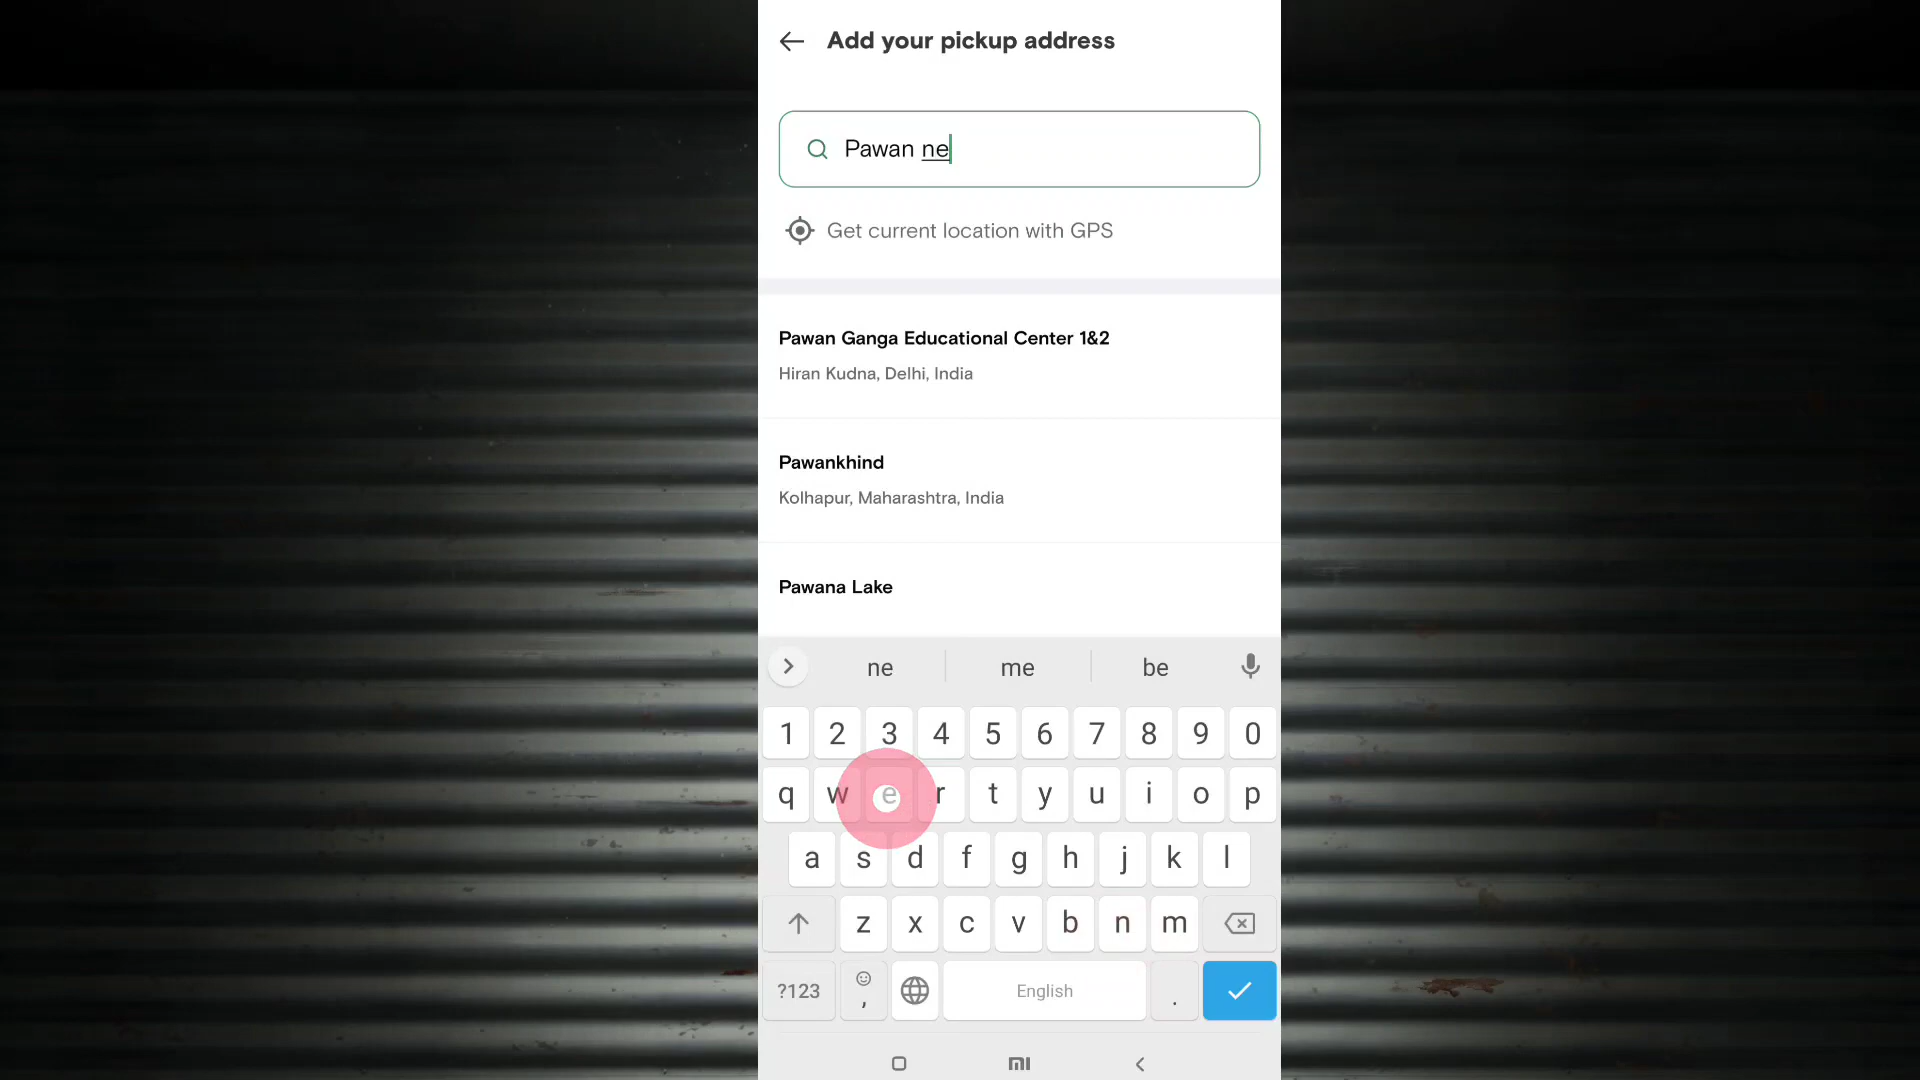 Add your pickup address
Pawan ne
Get current location with GPS
Pawan Ganga Educational Center 1&2
Hiran Kudna, Delhi, India
Pawankhind
Kolhapur, Maharashtra, India
Pawana Lake
ne me be
1 2 3 4 5 6 7 8 9 0
q w e r t y u i o p
a s d f g h j k l
z x c v b n m
?123 , English .